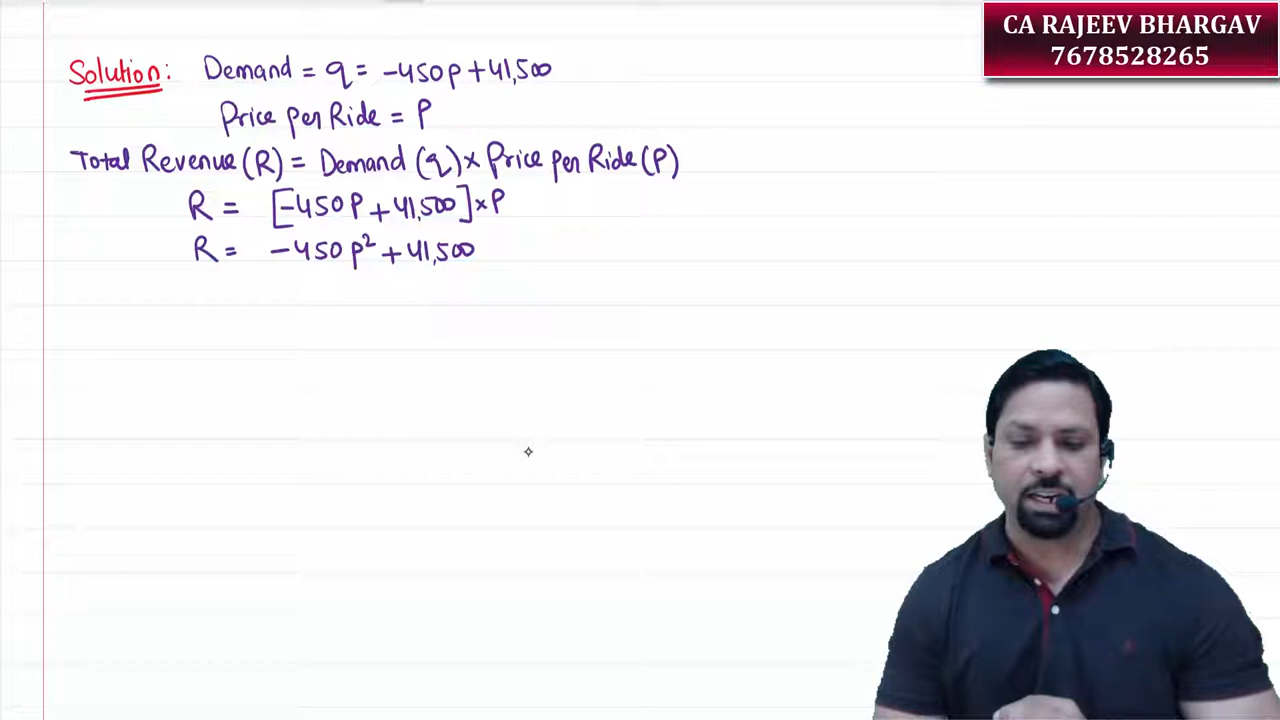 CA RAJEEV BHARGAV
7678528265
Solution: Demand = q = -450p + 41,500
Price per Ride = P
Total Revenue (R) = Demand (q) × Price per Ride (P)
R = [-450P + 41,500] × P
R = -450p² + 41,500